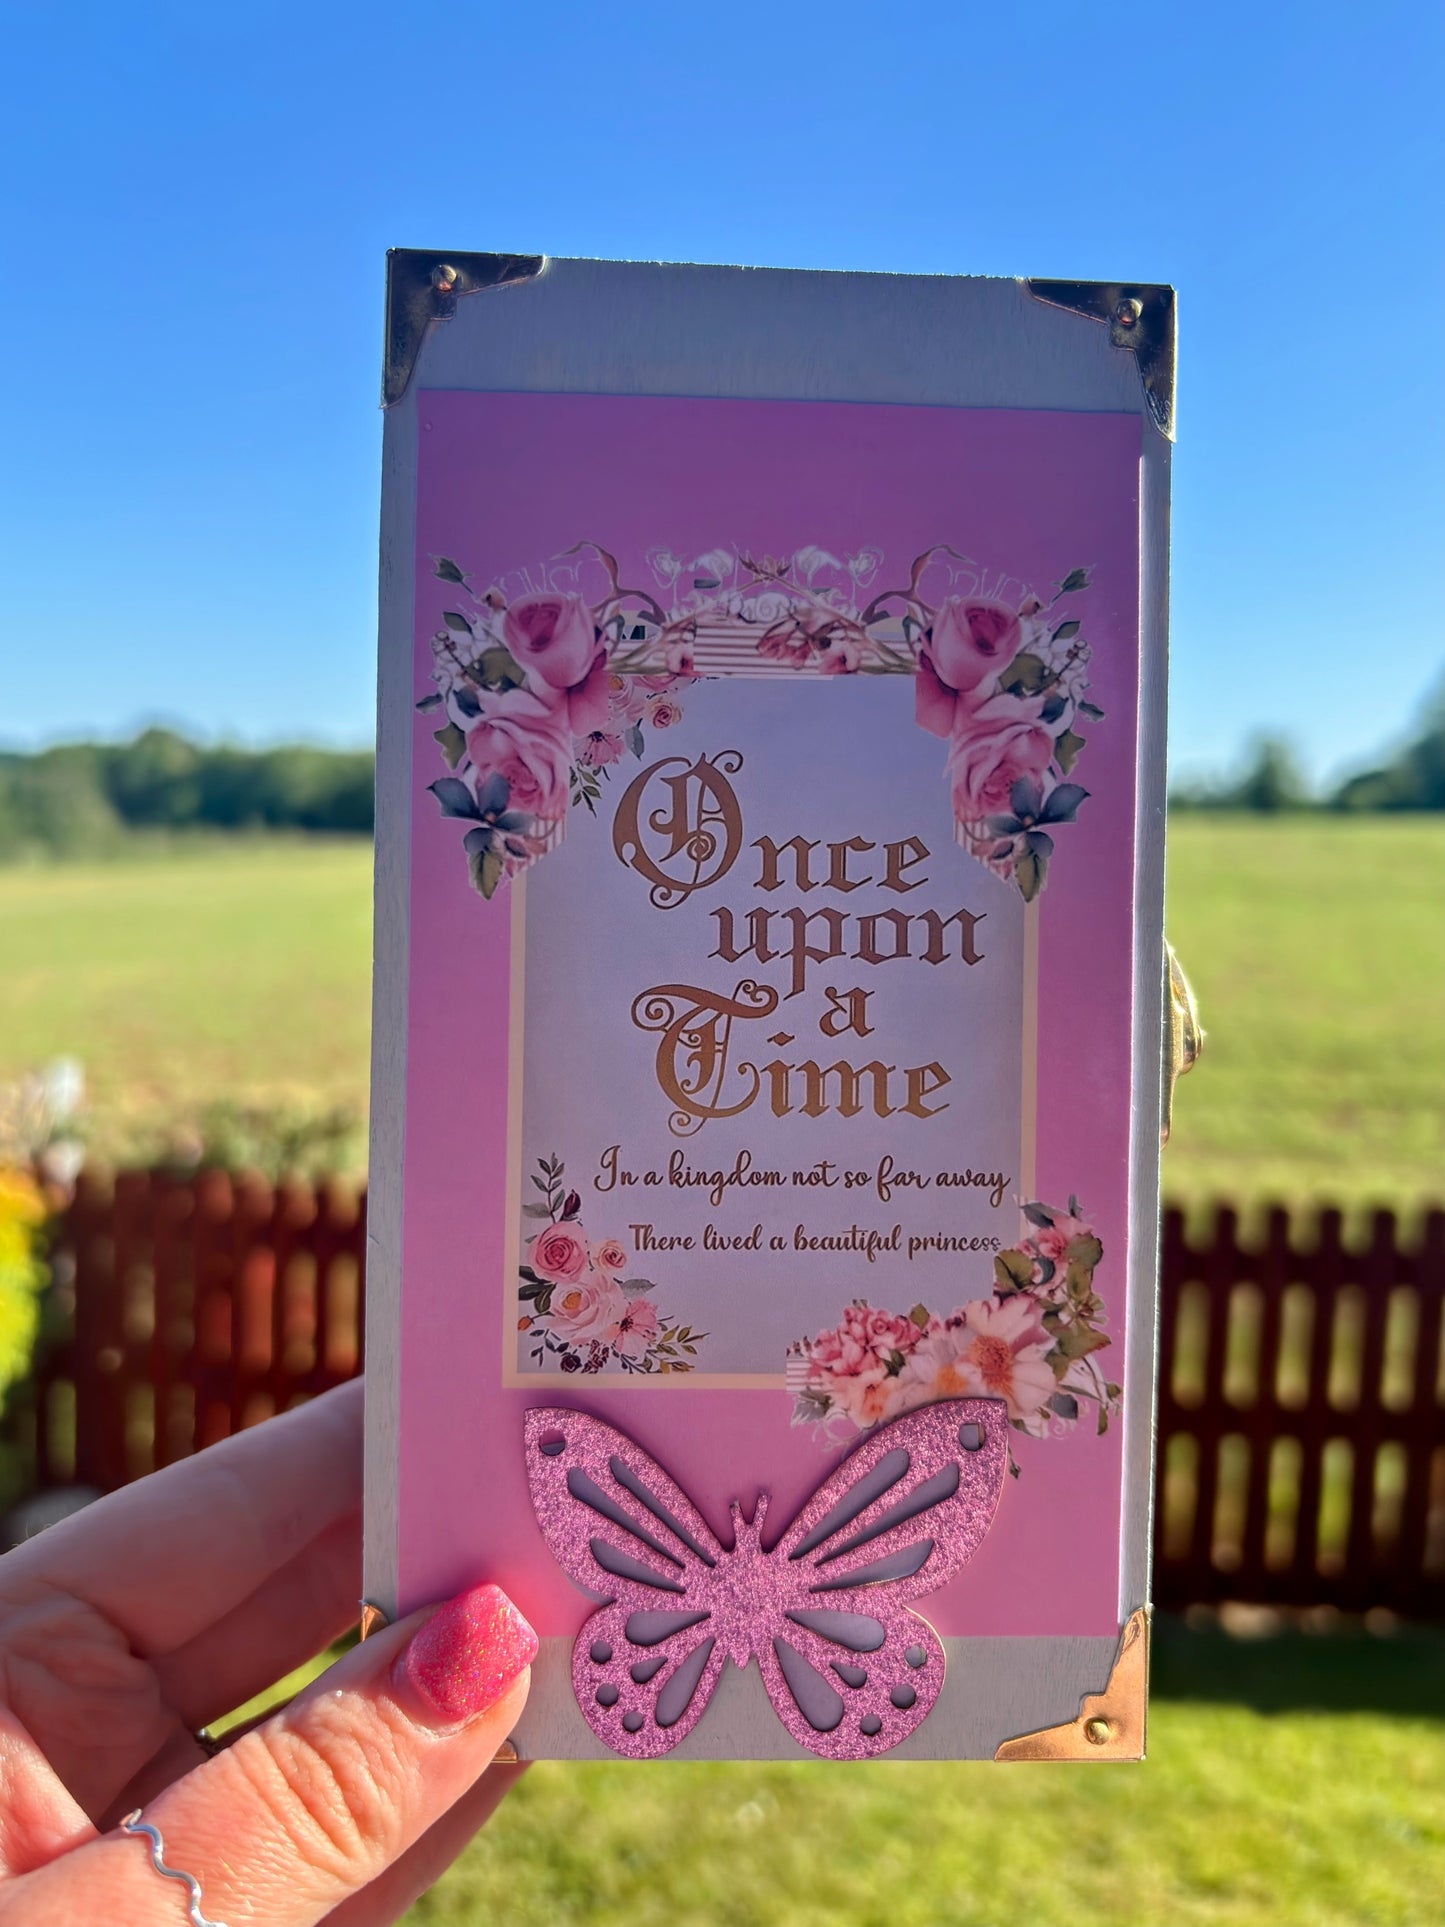 Once
upon
a
Time
In a kingdom not so far away
There lived a beautiful princess